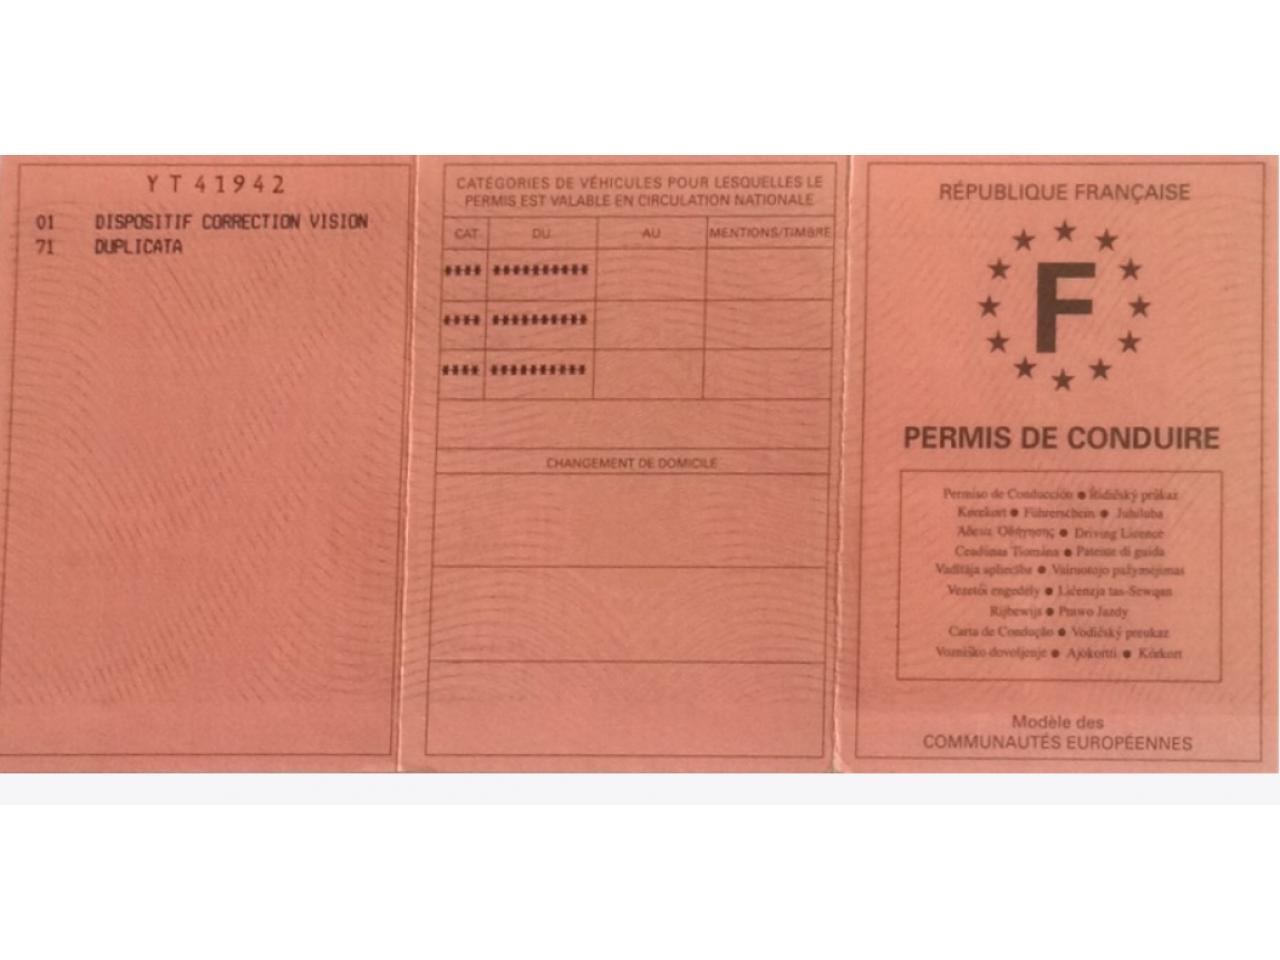 YT41942
01 DISPOSITIF CORRECTION VISION
71 DUPLICATA
CATÉGORIES DE VÉHICULES POUR LESQUELLES LE
PERMIS EST VALABLE EN CIRCULATION NATIONALE
CAT DU AU MENTIONS/TIMBRE
**** **********
**** **********
**** **********
CHANGEMENT DE DOMICILE
RÉPUBLIQUE FRANÇAISE
F
PERMIS DE CONDUIRE
Permiso de Conducción ● Řidičský průkaz
Kørekort ● Führerschein ● Juhiluba
Άδεια Οδήγησης ● Driving Licence
Ceadúnas Tiomána ● Patente di guida
Vadītāja apliecība ● Vairuotojo pažymėjimas
Vezetői engedély ● Liċenzja tas-Sewqan
Rijbewijs ● Prawo Jazdy
Carta de Condução ● Vodičský preukaz
Vozniško dovoljenje ● Ajokortti ● Körkort
Modèle des
COMMUNAUTÉS EUROPÉENNES